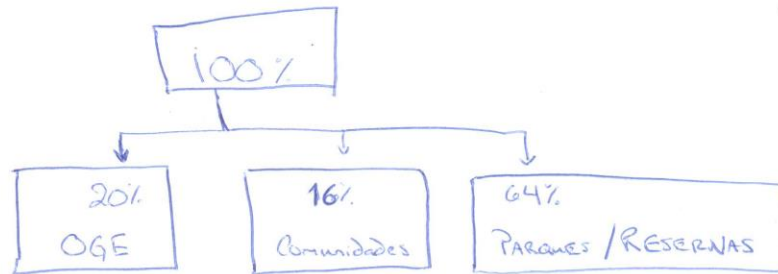 100%
20%
OGE
16%
Comunidades
64%
PARQUES / RESERVAS